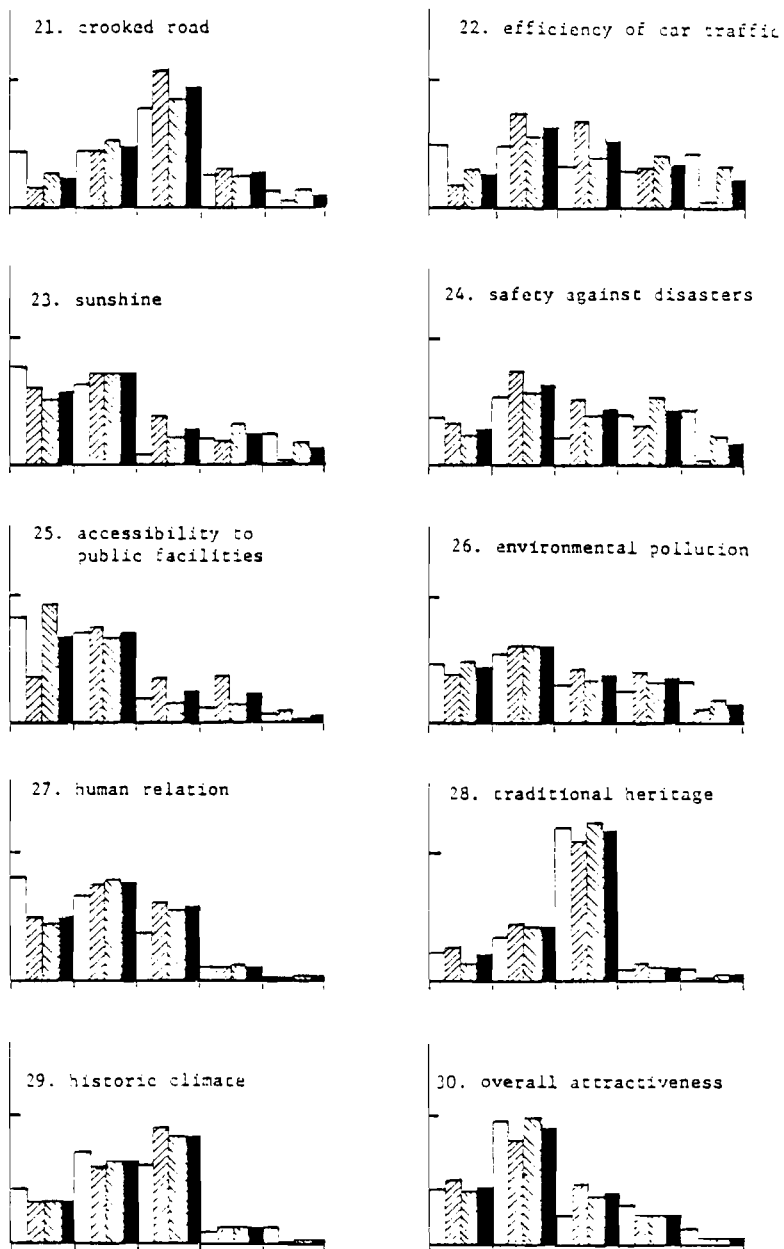 21. crooked road
22. efficiency of car traffic
23. sunshine
24. safety against disasters
25. accessibility to
public facilities
26. environmental pollution
27. human relation
28. traditional heritage
29. historic climate
30. overall attractiveness